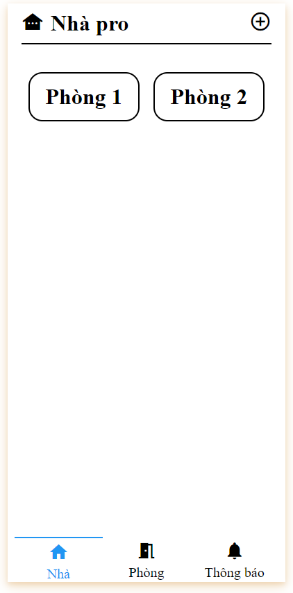 Nhà pro
Phòng 1 Phòng 2
Nhà Phòng Thông báo